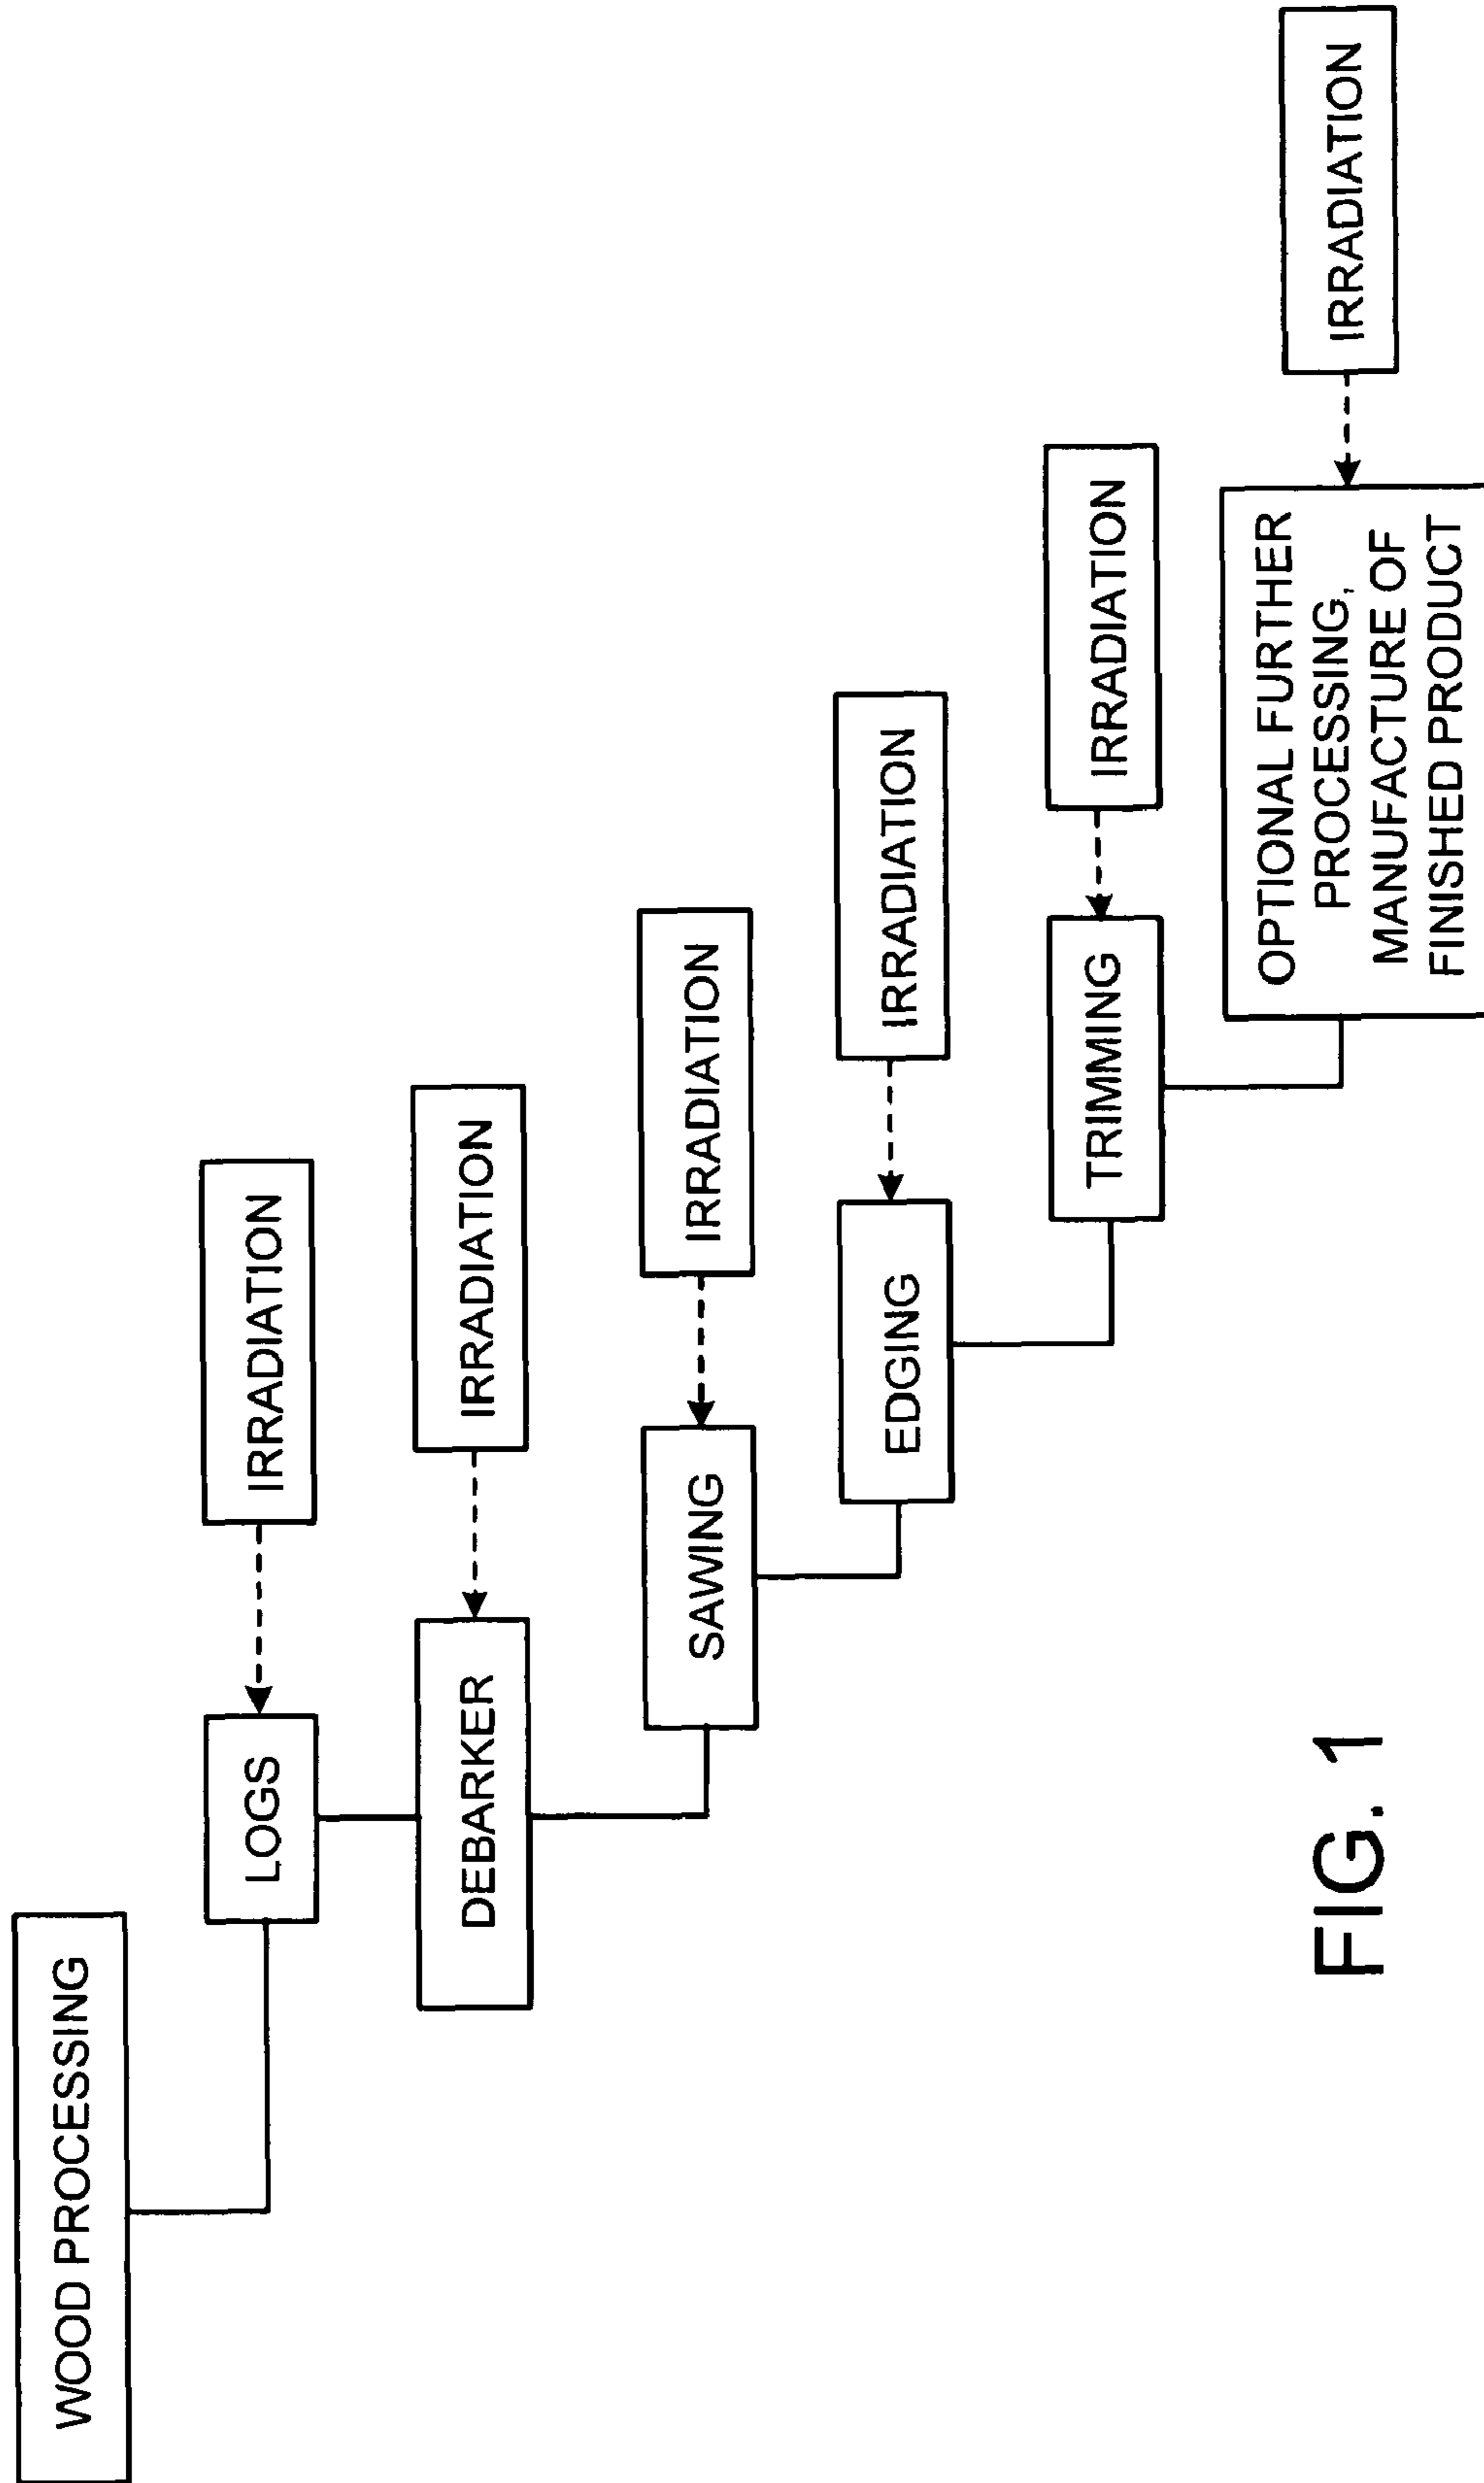 WOOD PROCESSING
LOGS
IRRADIATION
DEBARKER
IRRADIATION
SAWING
IRRADIATION
EDGING
IRRADIATION
TRIMMING
IRRADIATION
OPTIONAL FURTHER
PROCESSING,
MANUFACTURE OF
FINISHED PRODUCT
IRRADIATION
FIG. 1